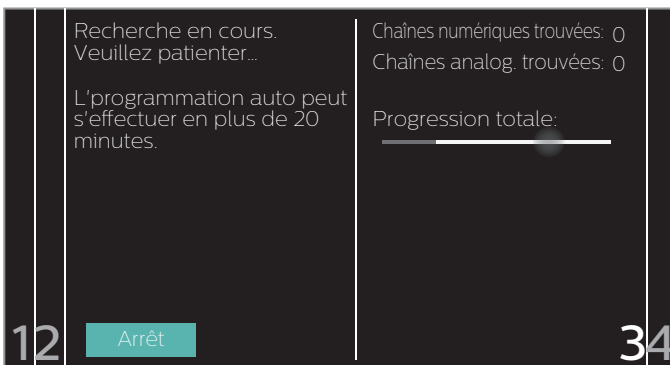 Recherche en cours.
Veuillez patienter...
L'programmation auto peut
s'effectuer en plus de 20
minutes.
Chaînes numériques trouvées: 0
Chaînes analog. trouvées: 0
Progression totale:
12
Arrêt
34